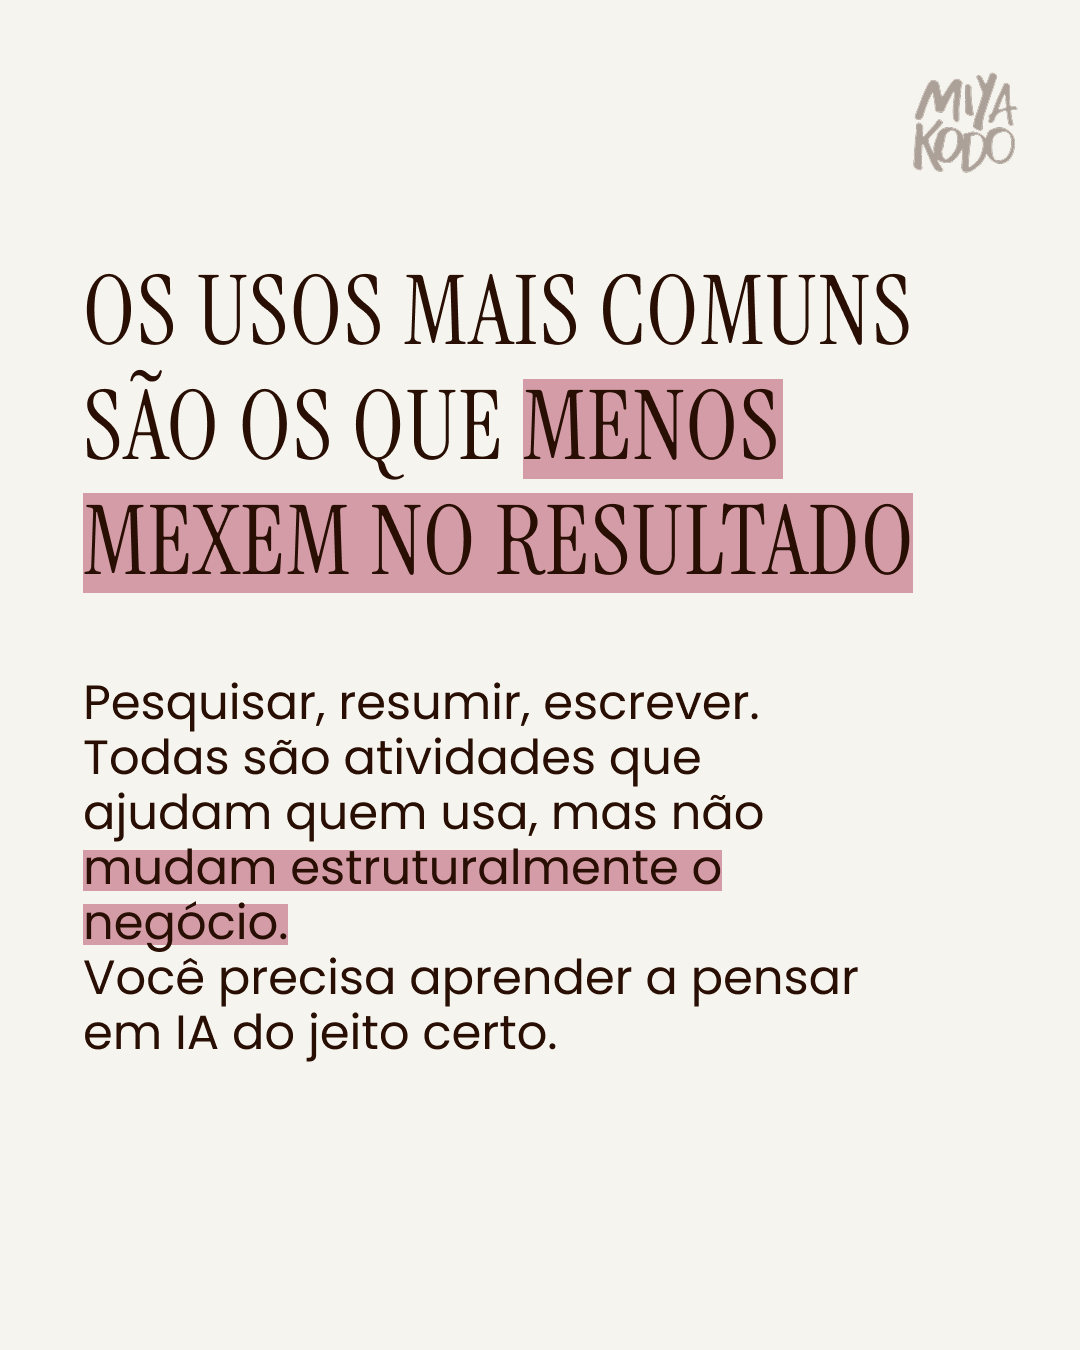 MIYA
KODO
OS USOS MAIS COMUNS
SÃO OS QUE MENOS
MEXEM NO RESULTADO
Pesquisar, resumir, escrever.
Todas são atividades que
ajudam quem usa, mas não
mudam estruturalmente o
negócio.
Você precisa aprender a pensar
em IA do jeito certo.